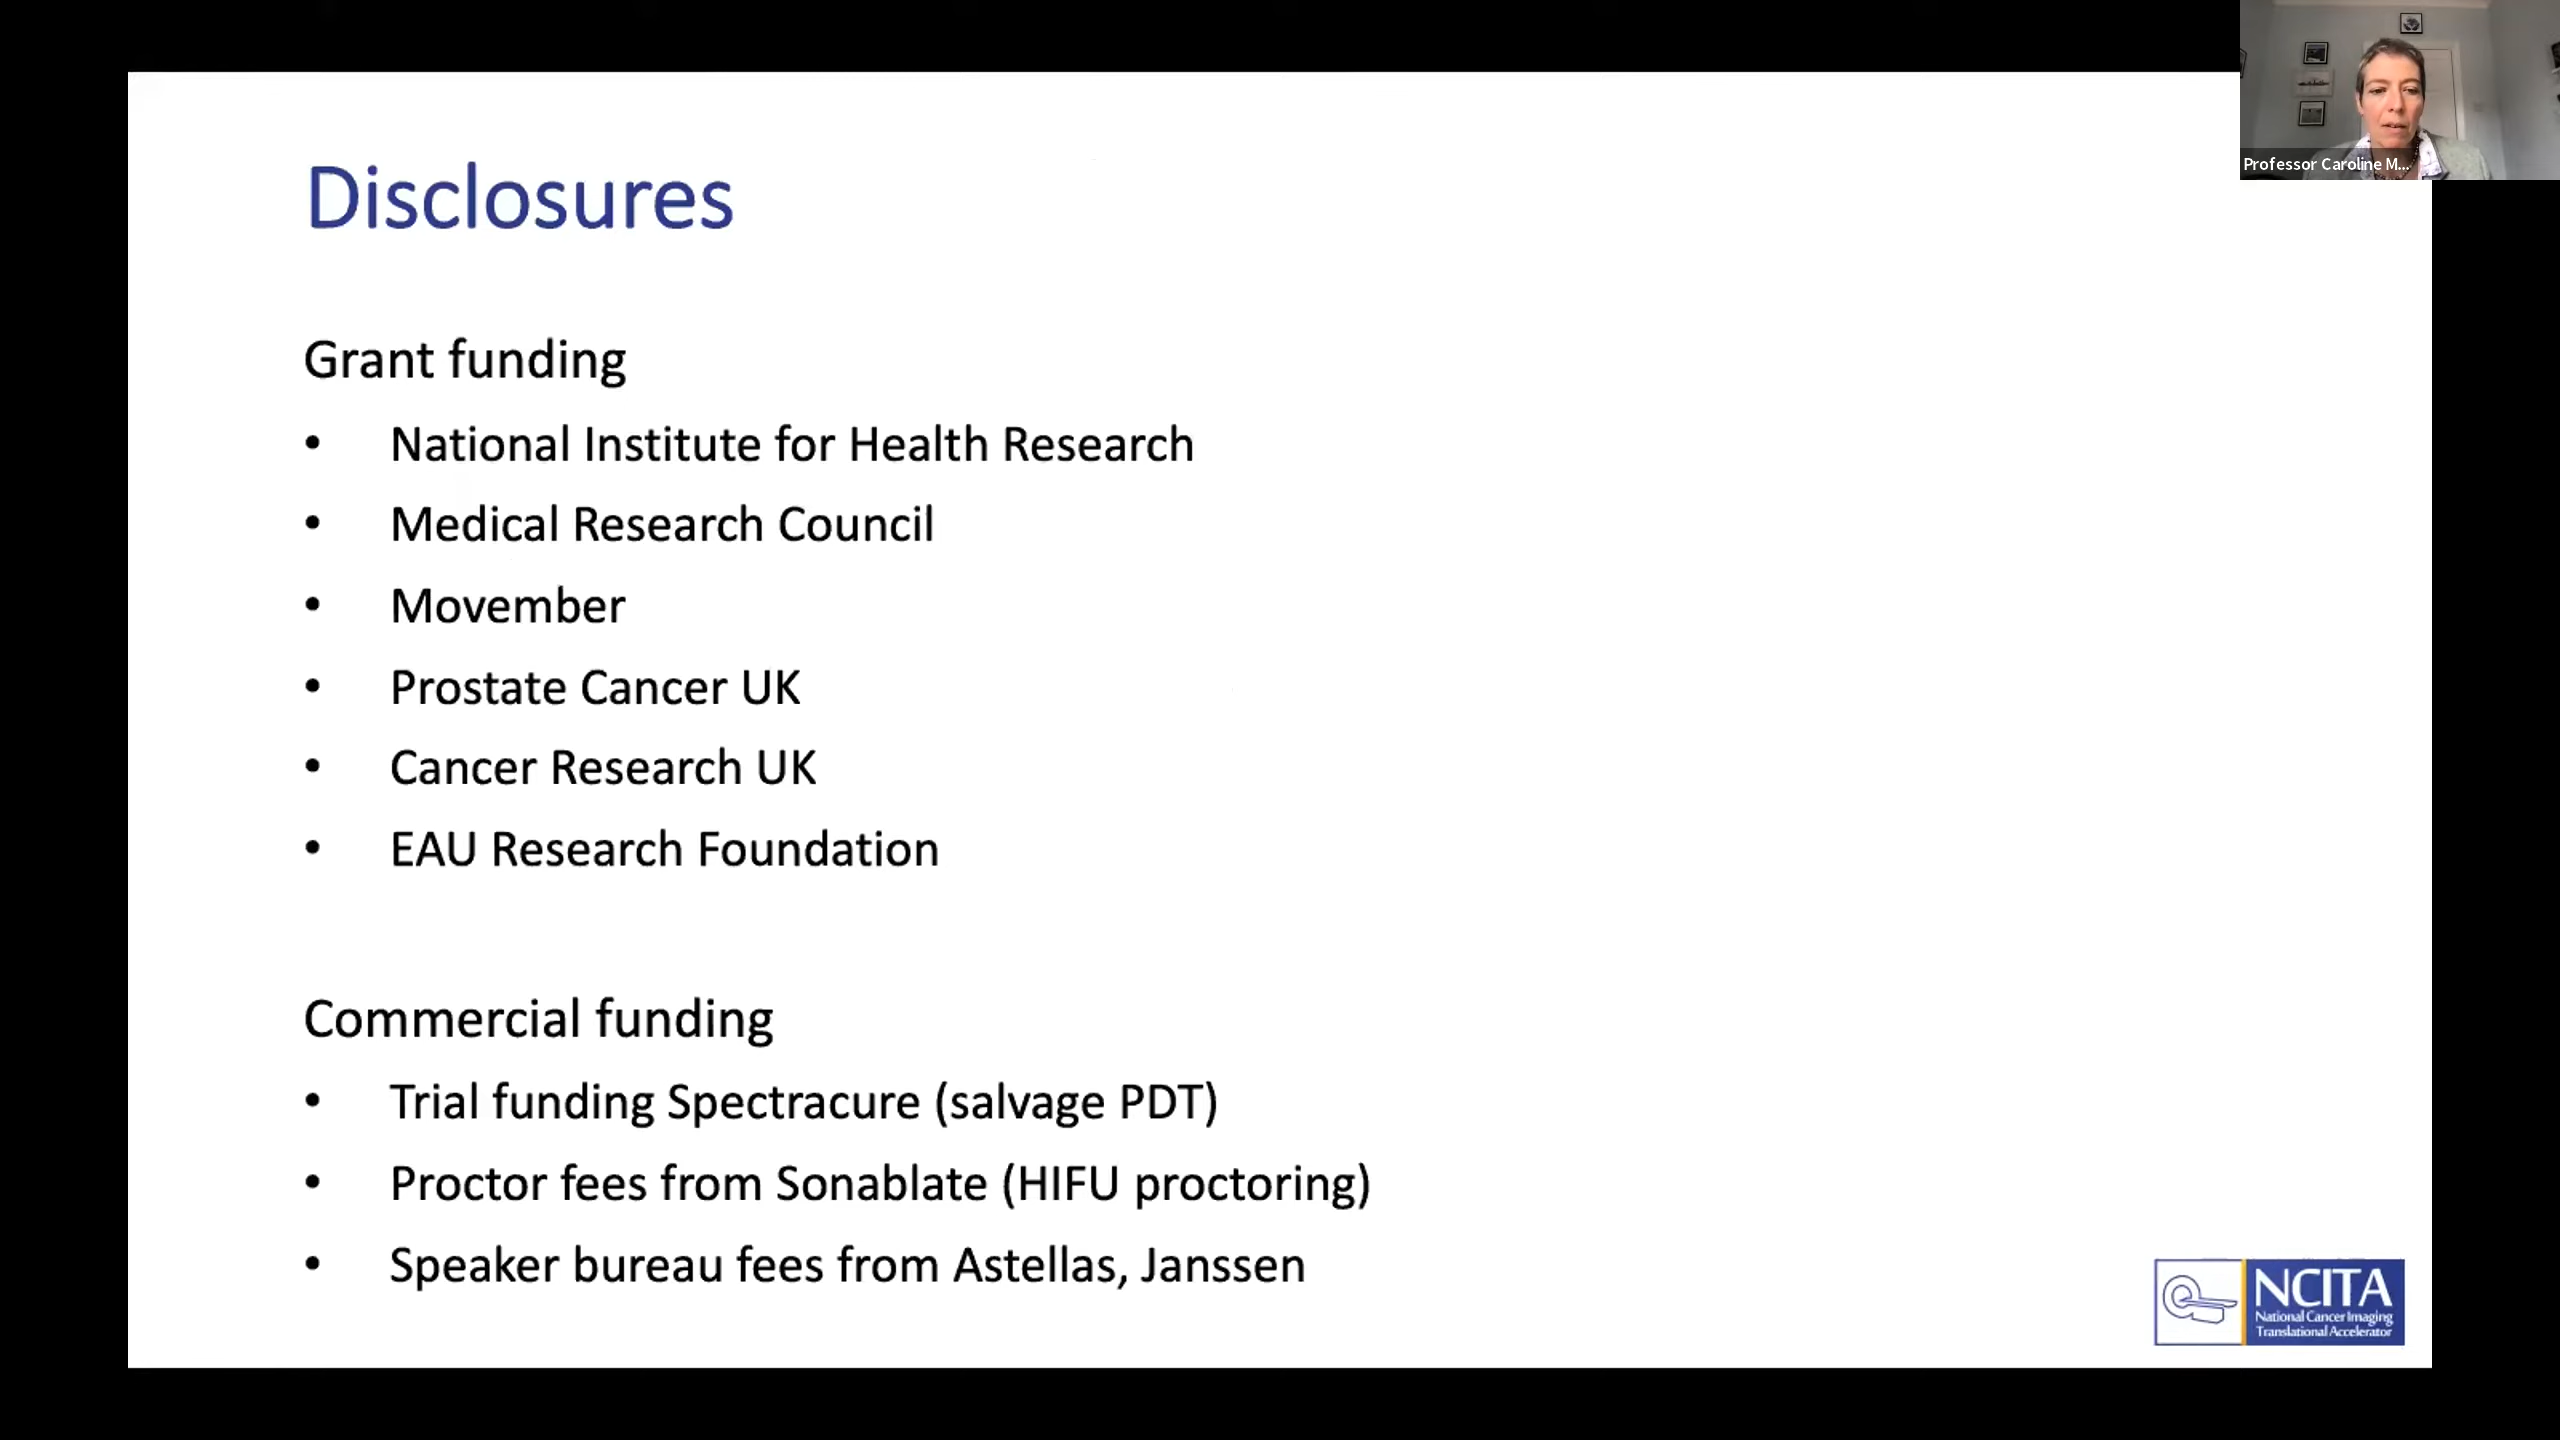 Disclosures
Grant funding
• National Institute for Health Research
• Medical Research Council
• Movember
• Prostate Cancer UK
• Cancer Research UK
• EAU Research Foundation
Commercial funding
• Trial funding Spectracure (salvage PDT)
• Proctor fees from Sonablate (HIFU proctoring)
• Speaker bureau fees from Astellas, Janssen
NCITA
National Cancer Imaging
Translational Accelerator
Professor Caroline M...